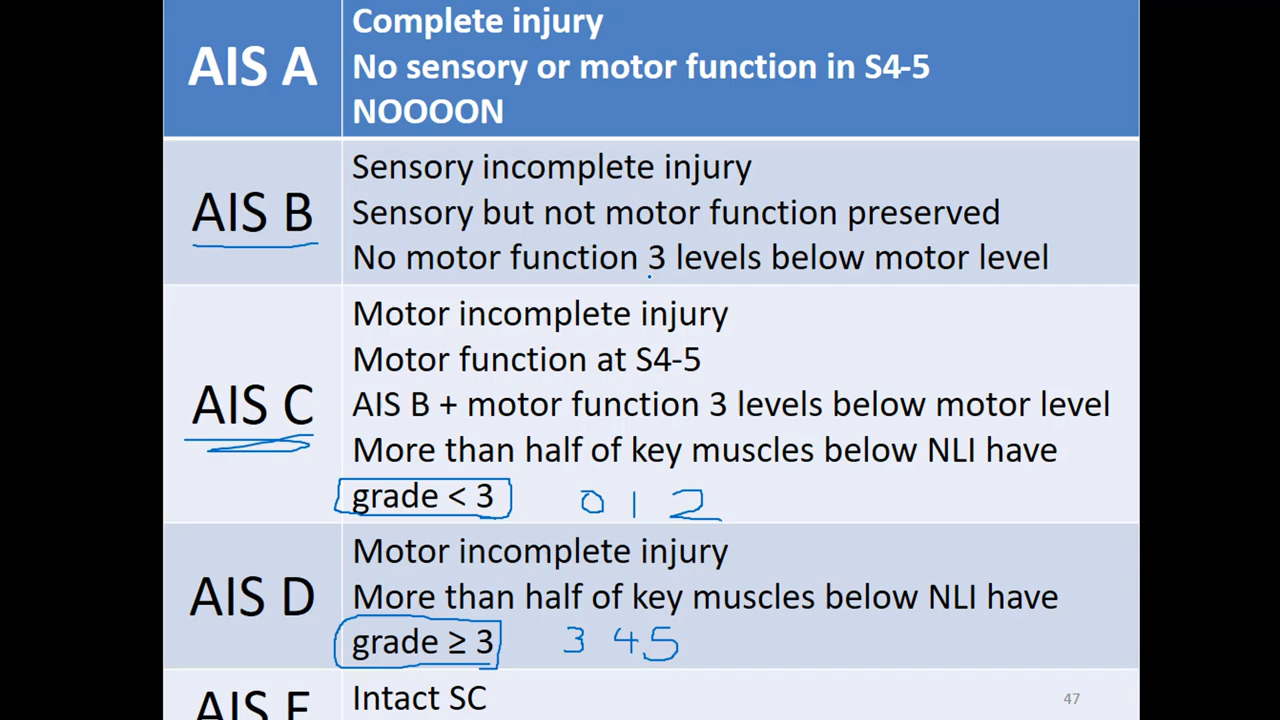 AIS A
Complete injury
No sensory or motor function in S4-5
NOOOON
AIS B
Sensory incomplete injury
Sensory but not motor function preserved
No motor function 3 levels below motor level
AIS C
Motor incomplete injury
Motor function at S4-5
AIS B + motor function 3 levels below motor level
More than half of key muscles below NLI have
grade < 3 0 1 2
AIS D
Motor incomplete injury
More than half of key muscles below NLI have
grade ≥ 3 3 4 5
AIS E
Intact SC
47